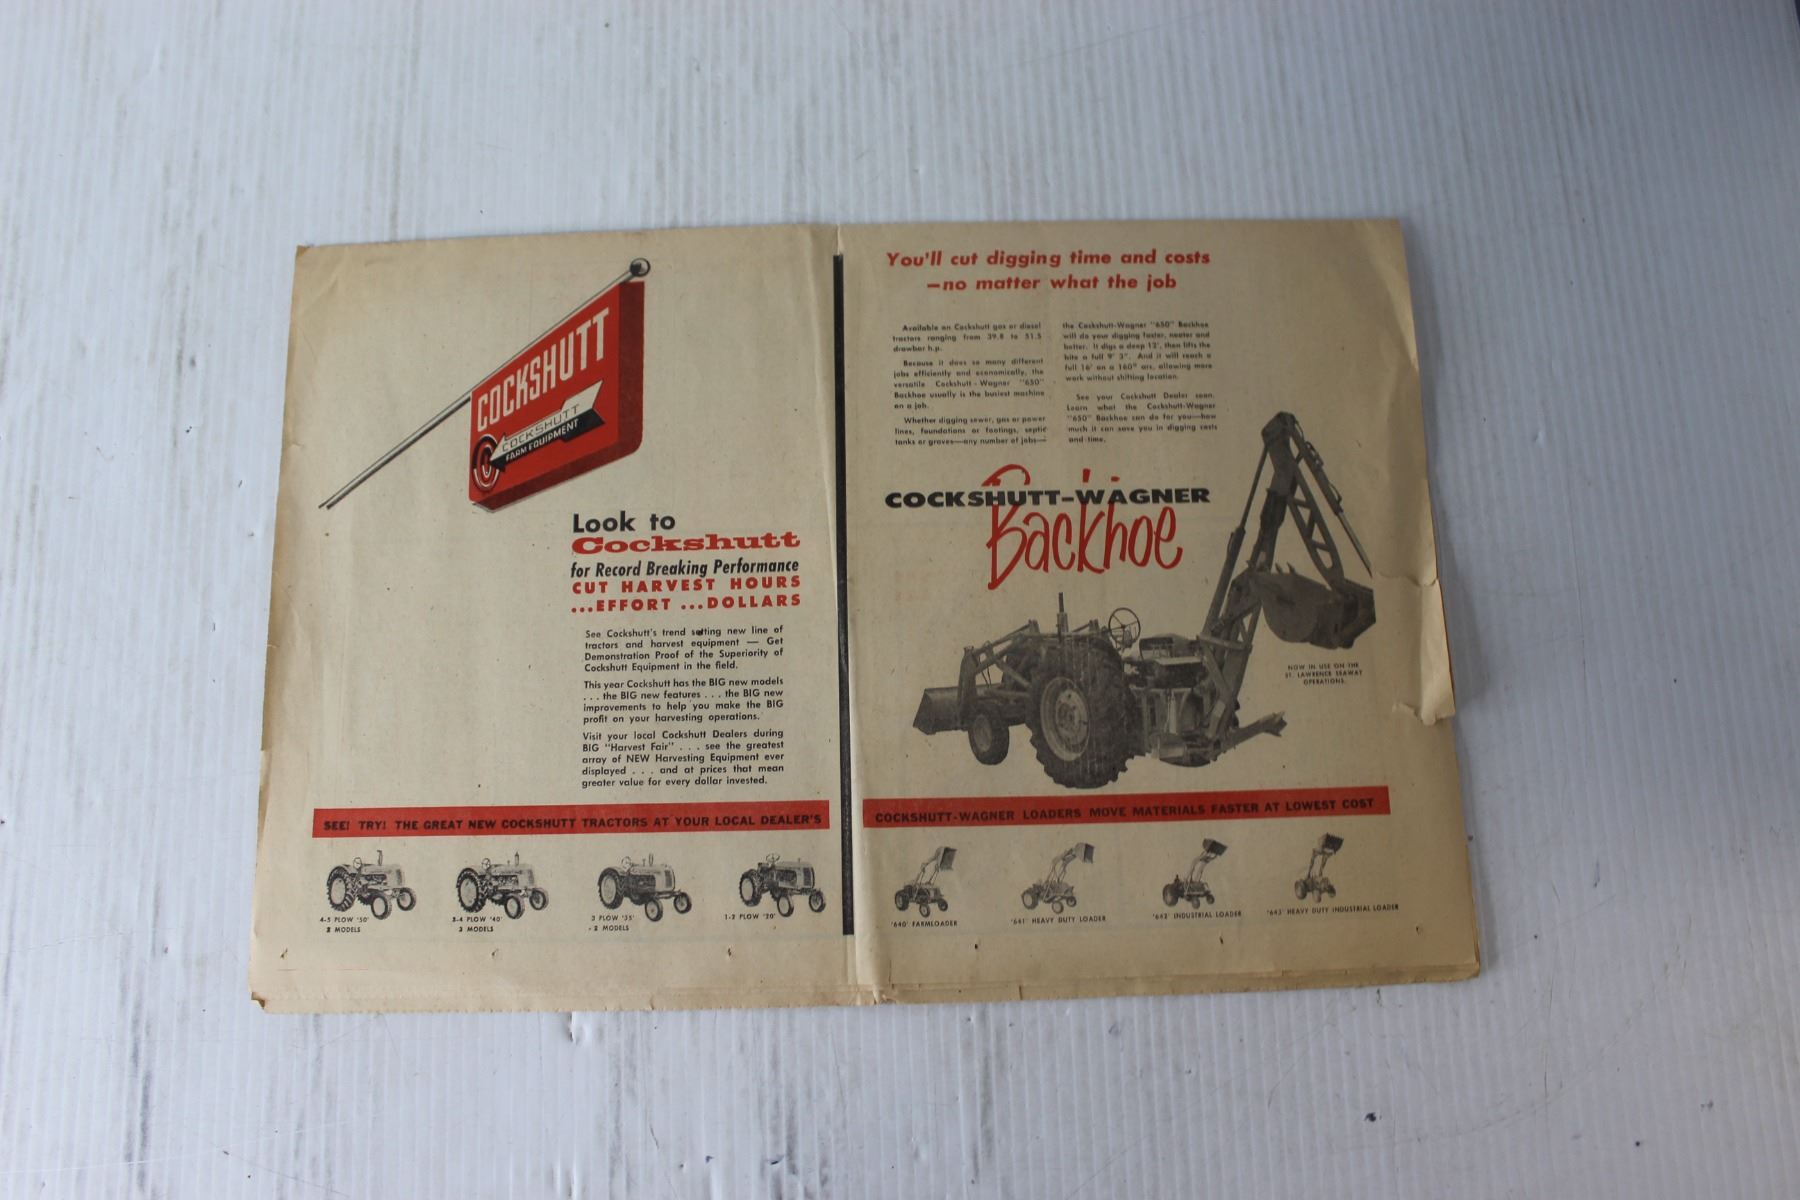 COCKSHUTT
COCKSHUTT
FARM EQUIPMENT
Look to
Cockshutt
for Record Breaking Performance
CUT HARVEST HOURS
...EFFORT ...DOLLARS
See Cockshutt's trend setting new line of
tractors and harvest equipment — Get
Demonstration Proof of the Superiority of
Cockshutt Equipment in the field.
This year Cockshutt has the BIG new models
. . . the BIG new features . . . the BIG new
improvements to help you make the BIG
profit on your harvesting operations.
Visit your local Cockshutt Dealers during
BIG "Harvest Fair" . . . see the greatest
array of NEW Harvesting Equipment ever
displayed . . . and at prices that mean
greater value for every dollar invested.
SEE! TRY! THE GREAT NEW COCKSHUTT TRACTORS AT YOUR LOCAL DEALER'S
4-5 PLOW '50'
2 MODELS
3-4 PLOW '40'
3 MODELS
3 PLOW '35'
- 2 MODELS
1-2 PLOW '20'
You'll cut digging time and costs
—no matter what the job
Available on Cockshutt gas or diesel
tractors ranging from 39.8 to 51.5
drawbar h.p.
Because it does so many different
jobs efficiently and economically, the
versatile Cockshutt-Wagner "650"
Backhoe usually is the busiest machine
on a job.
Whether digging sewer, gas or power
lines, foundations or footings, septic
tanks or graves—any number of jobs—
the Cockshutt-Wagner "650" Backhoe
will do your digging faster, neater and
better. It digs a deep 12', then lifts the
bite a full 9' 3". And it will reach a
full 16' on a 160° arc, allowing more
work without shifting location.
See your Cockshutt Dealer soon.
Learn what the Cockshutt-Wagner
"650" Backhoe can do for you—how
much it can save you in digging costs
and time.
COCKSHUTT-WAGNER
Backhoe
NOW IN USE ON THE
ST. LAWRENCE SEAWAY
OPERATIONS.
COCKSHUTT-WAGNER LOADERS MOVE MATERIALS FASTER AT LOWEST COST
'640' FARMLOADER
'641' HEAVY DUTY LOADER
'642' INDUSTRIAL LOADER
'643' HEAVY DUTY INDUSTRIAL LOADER